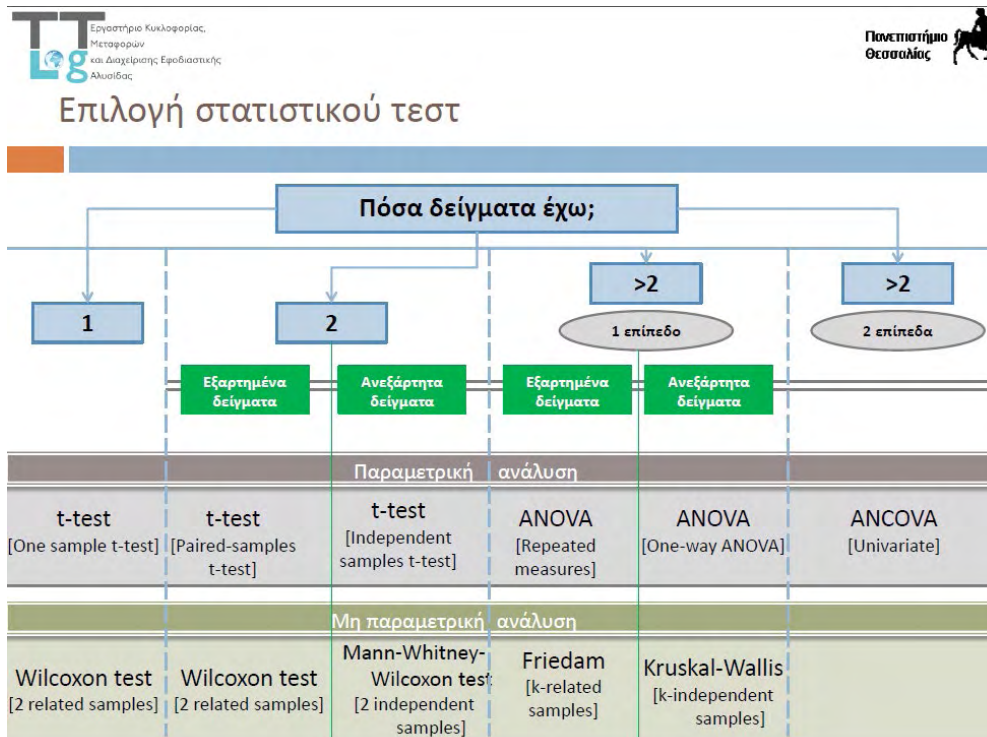 TT
Log
Εργαστήριο Κυκλοφορίας,
Μεταφορών
και Διαχείρισης Εφοδιαστικής
Αλυσίδας
Πανεπιστήμιο
Θεσσαλίας
Επιλογή στατιστικού τεστ
Πόσα δείγματα έχω;
1
2
>2
1 επίπεδο
>2
2 επίπεδα
Εξαρτημένα
δείγματα
Ανεξάρτητα
δείγματα
Εξαρτημένα
δείγματα
Ανεξάρτητα
δείγματα
Παραμετρική ανάλυση
t-test
[One sample t-test]
t-test
[Paired-samples
t-test]
t-test
[Independent
samples t-test]
ANOVA
[Repeated
measures]
ANOVA
[One-way ANOVA]
ANCOVA
[Univariate]
Μη παραμετρική ανάλυση
Wilcoxon test
[2 related samples]
Wilcoxon test
[2 related samples]
Mann-Whitney-
Wilcoxon test
[2 independent
samples]
Friedam
[k-related
samples]
Kruskal-Wallis
[k-independent
samples]